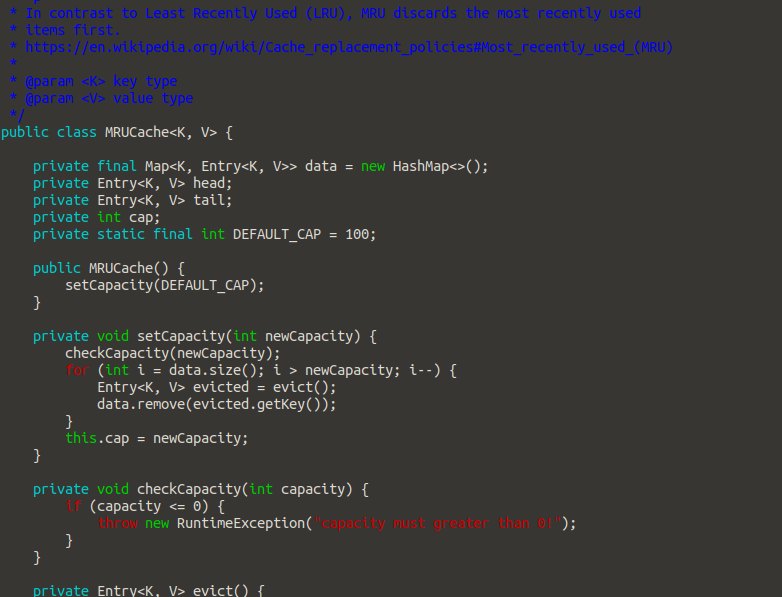 * In contrast to Least Recently Used (LRU), MRU discards the most recently used
* items first.
* https://en.wikipedia.org/wiki/Cache_replacement_policies#Most_recently_used_(MRU)
*
* @param <K> key type
* @param <V> value type
*/
public class MRUCache<K, V> {

    private final Map<K, Entry<K, V>> data = new HashMap<>();
    private Entry<K, V> head;
    private Entry<K, V> tail;
    private int cap;
    private static final int DEFAULT_CAP = 100;

    public MRUCache() {
        setCapacity(DEFAULT_CAP);
    }

    private void setCapacity(int newCapacity) {
        checkCapacity(newCapacity);
        for (int i = data.size(); i > newCapacity; i--) {
            Entry<K, V> evicted = evict();
            data.remove(evicted.getKey());
        }
        this.cap = newCapacity;
    }

    private void checkCapacity(int capacity) {
        if (capacity <= 0) {
            throw new RuntimeException("capacity must greater than 0!");
        }
    }

    private Entry<K, V> evict() {